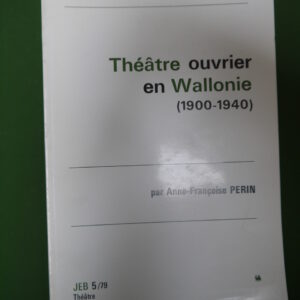 Théâtre ouvrier
en Wallonie
(1900-1940)
par Anne-Françoise PERIN
JEB 5/79
Théâtre